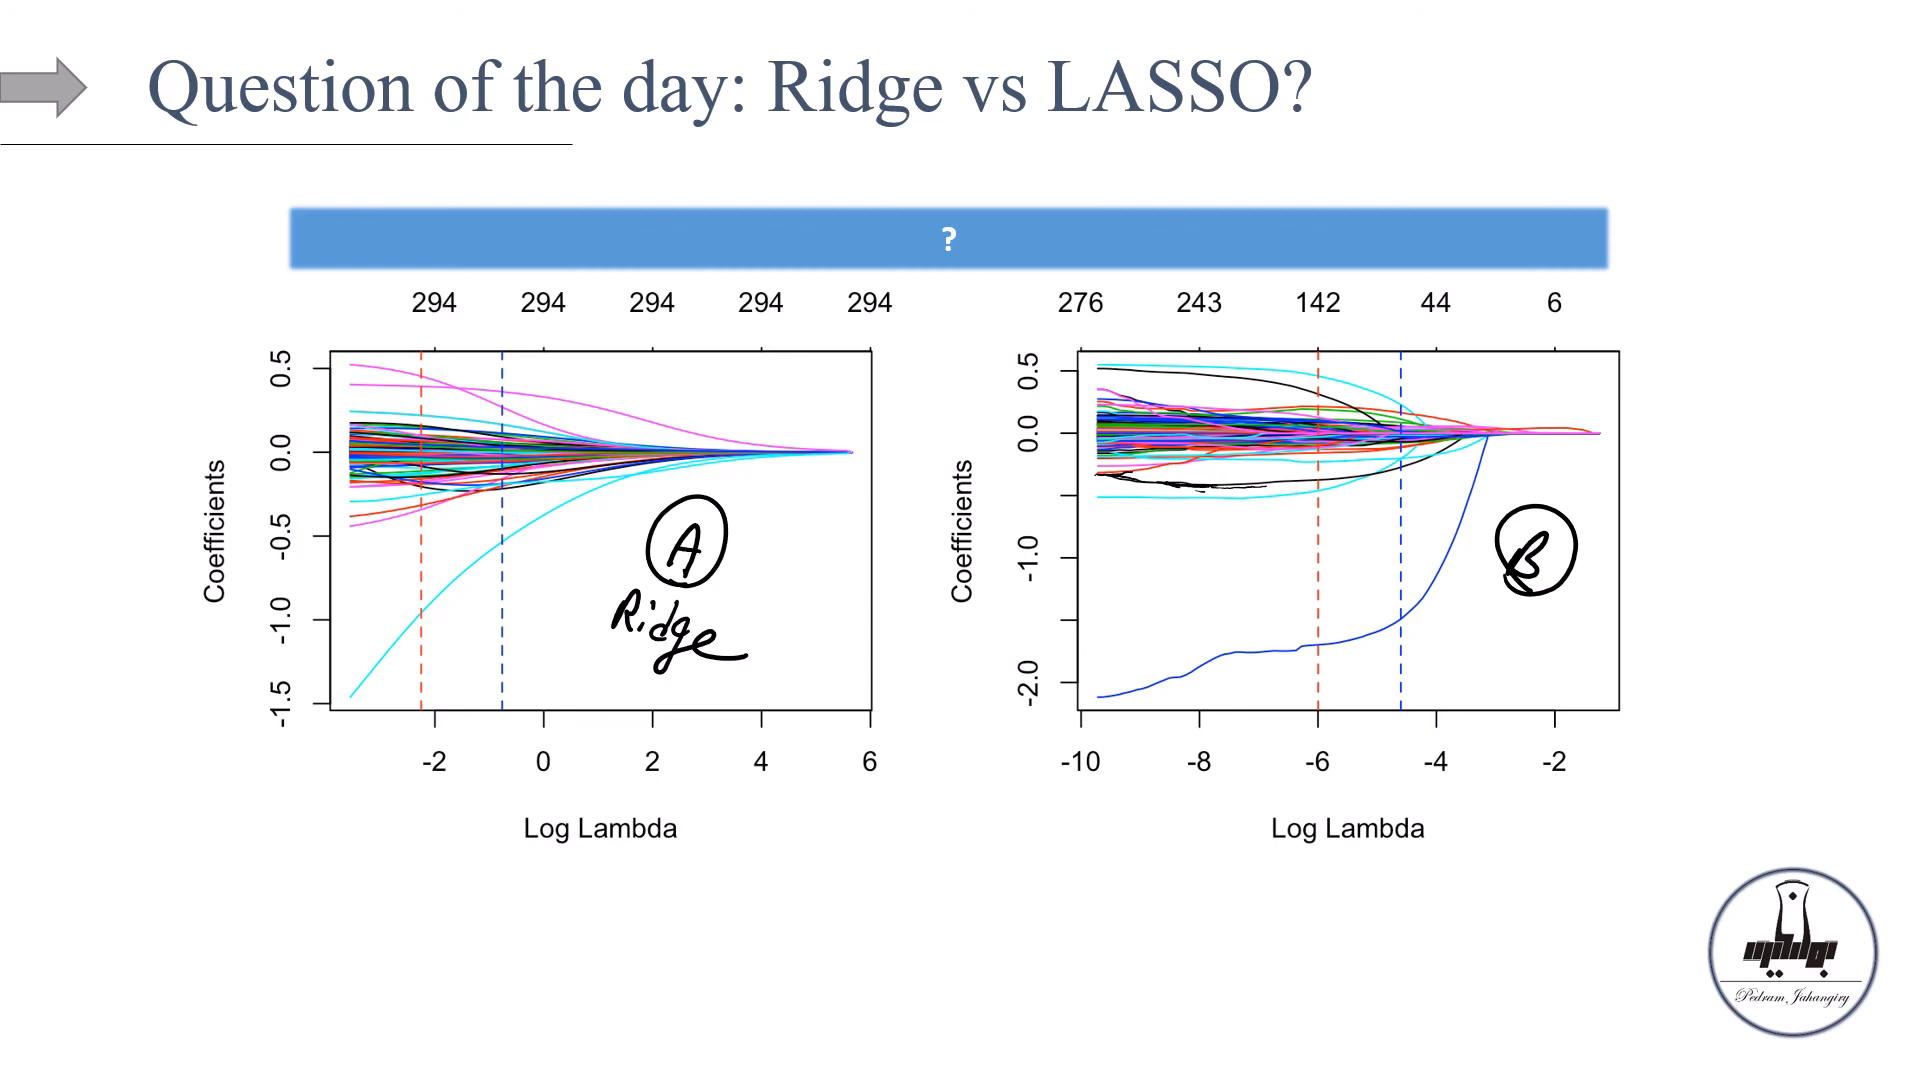 Question of the day: Ridge vs LASSO?
?
294 294 294 294 294
276 243 142 44 6
0.5
0.0
-0.5
-1.0
-1.5
Coefficients
-2 0 2 4 6
Log Lambda
A
Ridge
0.5
0.0
-1.0
-2.0
Coefficients
-10 -8 -6 -4 -2
Log Lambda
B
Pedram Jahangiry